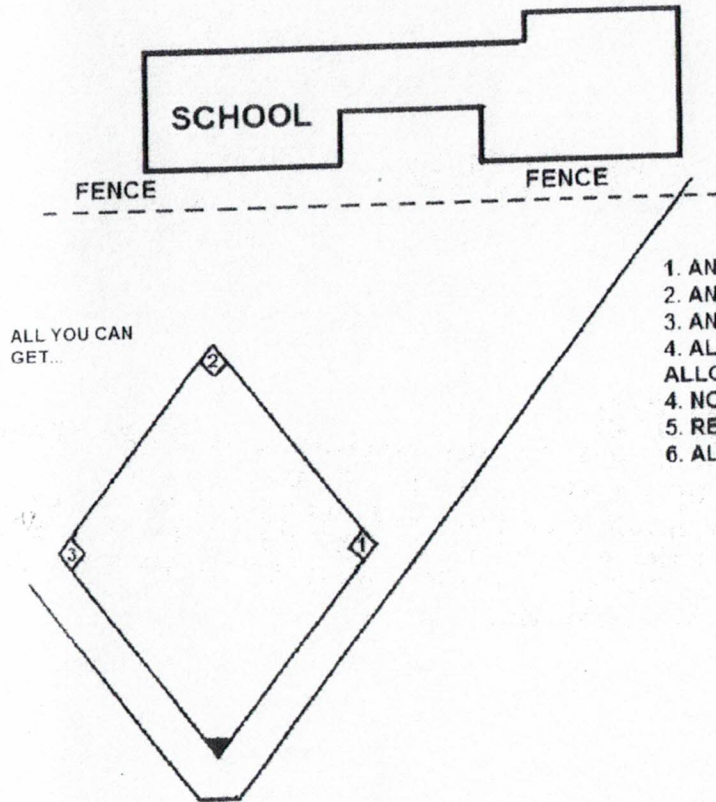 SCHOOL
FENCE
FENCE
ALL YOU CAN
GET...
2
3
1
1. AN
2. AN
3. AN
4. AL
ALLO
4. NO
5. RE
6. AL